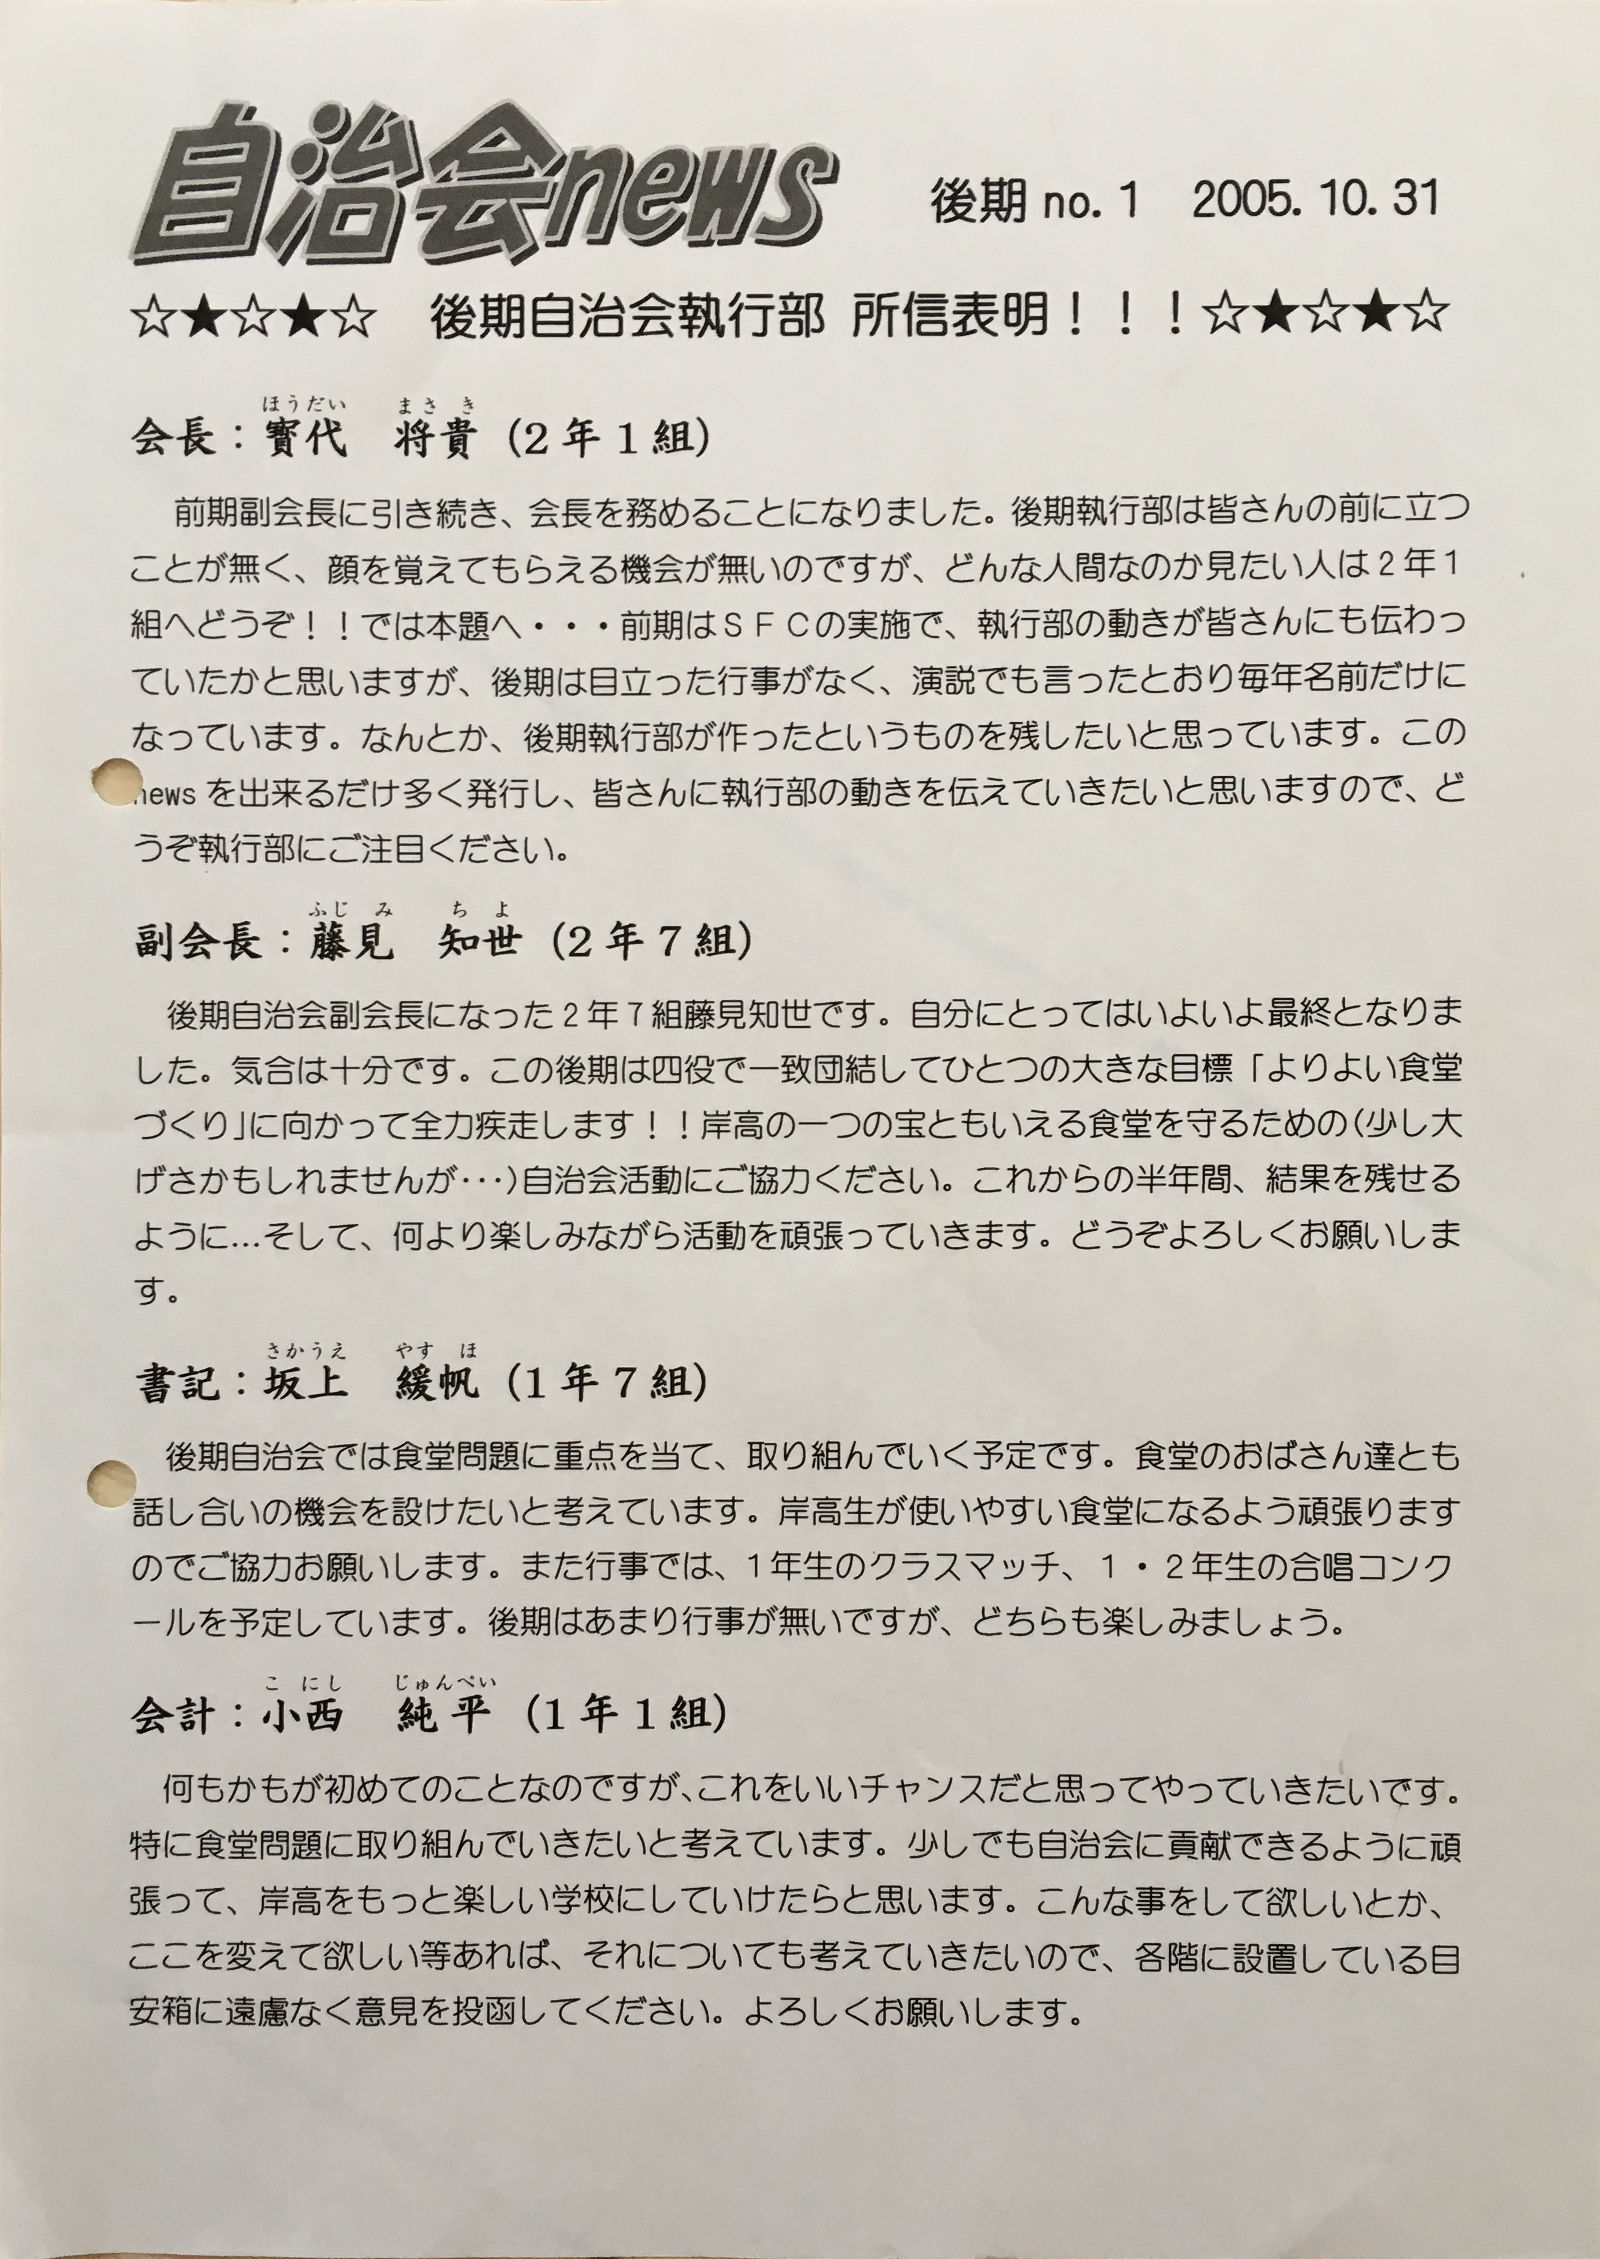 自治会news　後期 no. 1　2005. 10. 31
☆★☆★☆　後期自治会執行部 所信表明！！！☆★☆★☆
ほうだい　まさき
会長：寳代　将貴（2年1組）
前期副会長に引き続き、会長を務めることになりました。後期執行部は皆さんの前に立つ
ことが無く、顔を覚えてもらえる機会が無いのですが、どんな人間なのか見たい人は２年１
組へどうぞ！！では本題へ・・・前期はＳＦＣの実施で、執行部の動きが皆さんにも伝わっ
ていたかと思いますが、後期は目立った行事がなく、演説でも言ったとおり毎年名前だけに
なっています。なんとか、後期執行部が作ったというものを残したいと思っています。この
newsを出来るだけ多く発行し、皆さんに執行部の動きを伝えていきたいと思いますので、ど
うぞ執行部にご注目ください。
ふじみ　ちよ
副会長：藤見　知世（2年7組）
後期自治会副会長になった２年７組藤見知世です。自分にとってはいよいよ最終となりま
した。気合は十分です。この後期は四役で一致団結してひとつの大きな目標「よりよい食堂
づくり」に向かって全力疾走します！！岸高の一つの宝ともいえる食堂を守るための（少し大
げさかもしれませんが･･･）自治会活動にご協力ください。これからの半年間、結果を残せる
ように…そして、何より楽しみながら活動を頑張っていきます。どうぞよろしくお願いしま
す。
さかうえ　やすほ
書記：坂上　緩帆（1年7組）
後期自治会では食堂問題に重点を当て、取り組んでいく予定です。食堂のおばさん達とも
話し合いの機会を設けたいと考えています。岸高生が使いやすい食堂になるよう頑張ります
のでご協力お願いします。また行事では、１年生のクラスマッチ、１・２年生の合唱コンク
ールを予定しています。後期はあまり行事が無いですが、どちらも楽しみましょう。
こにし　じゅんぺい
会計：小西　純平（1年1組）
何もかもが初めてのことなのですが、これをいいチャンスだと思ってやっていきたいです。
特に食堂問題に取り組んでいきたいと考えています。少しでも自治会に貢献できるように頑
張って、岸高をもっと楽しい学校にしていけたらと思います。こんな事をして欲しいとか、
ここを変えて欲しい等あれば、それについても考えていきたいので、各階に設置している目
安箱に遠慮なく意見を投函してください。よろしくお願いします。